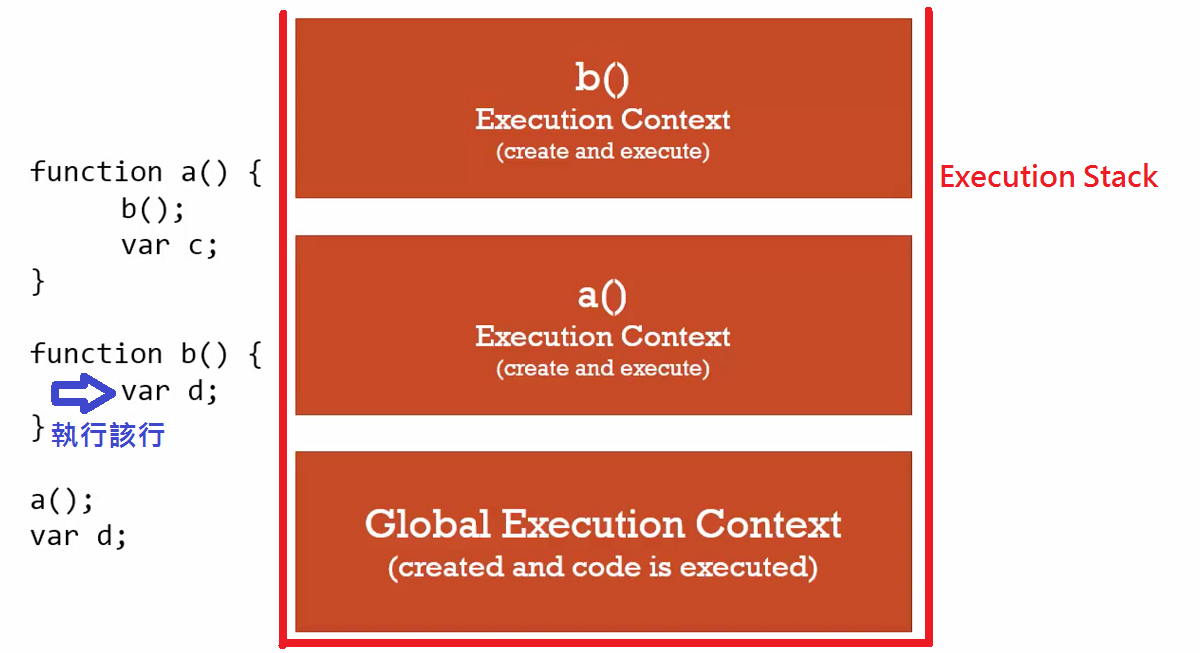 function a() {
b();
var c;
}
function b() {
var d;
}
執行該行
a();
var d;
b()
Execution Context
(create and execute)
a()
Execution Context
(create and execute)
Global Execution Context
(created and code is executed)
Execution Stack